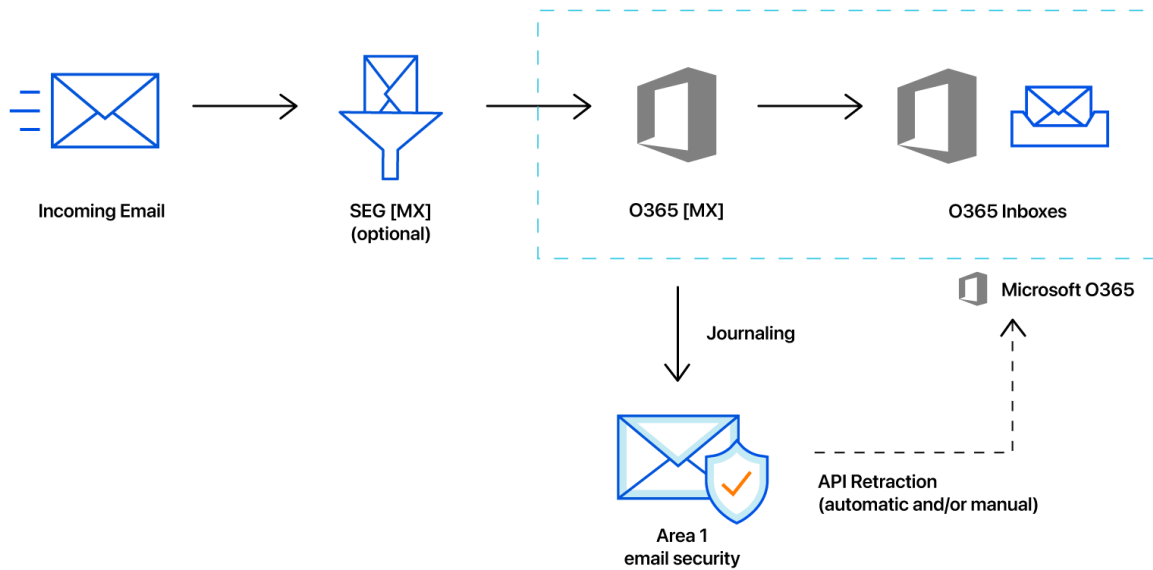 Incoming Email
SEG [MX]
(optional)
O365 [MX]
O365 Inboxes
Microsoft O365
Journaling
API Retraction
(automatic and/or manual)
Area 1
email security